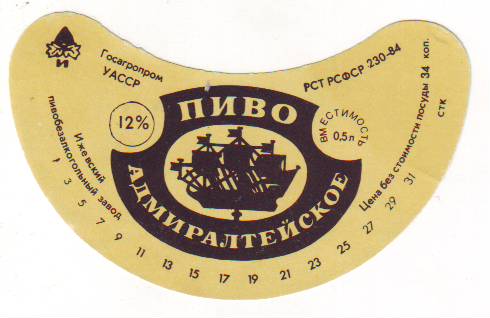 И
Госагропром
УАССР
Ижевский
пивобезалкогольный завод
12%
ПИВО
АДМИРАЛТЕЙСКОЕ
РСТ РСФСР 230-84
ВМЕСТИМОСТЬ
0,5л
Цена без стоимости посуды 34 коп.
СТК
1 3 5 7 9 11 13 15 17 19 21 23 25 27 29 31